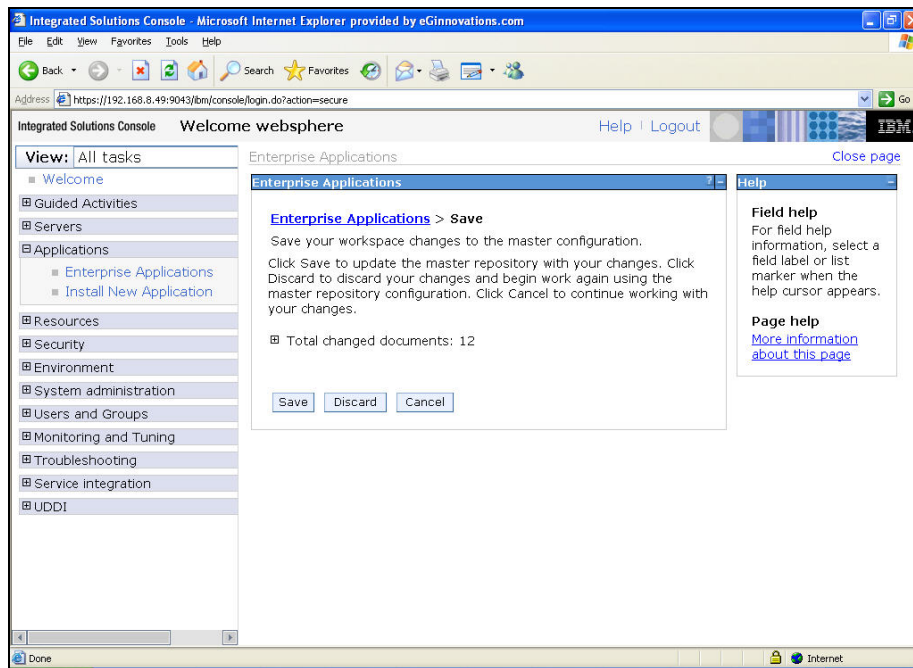 Integrated Solutions Console - Microsoft Internet Explorer provided by eGinnovations.com
File Edit View Favorites Tools Help
Back Search Favorites
Address https://192.168.8.49:9043/ibm/console/login.do?action=secure Go
Integrated Solutions Console Welcome websphere Help | Logout IBM.
View: All tasks
Welcome
Guided Activities
Servers
Applications
Enterprise Applications
Install New Application
Resources
Security
Environment
System administration
Users and Groups
Monitoring and Tuning
Troubleshooting
Service integration
UDDI
Enterprise Applications Close page
Enterprise Applications ? -
Enterprise Applications > Save
Save your workspace changes to the master configuration.
Click Save to update the master repository with your changes. Click
Discard to discard your changes and begin work again using the
master repository configuration. Click Cancel to continue working with
your changes.
Total changed documents: 12
Save Discard Cancel
Help -
Field help
For field help
information, select a
field label or list
marker when the
help cursor appears.
Page help
More information
about this page
Done Internet